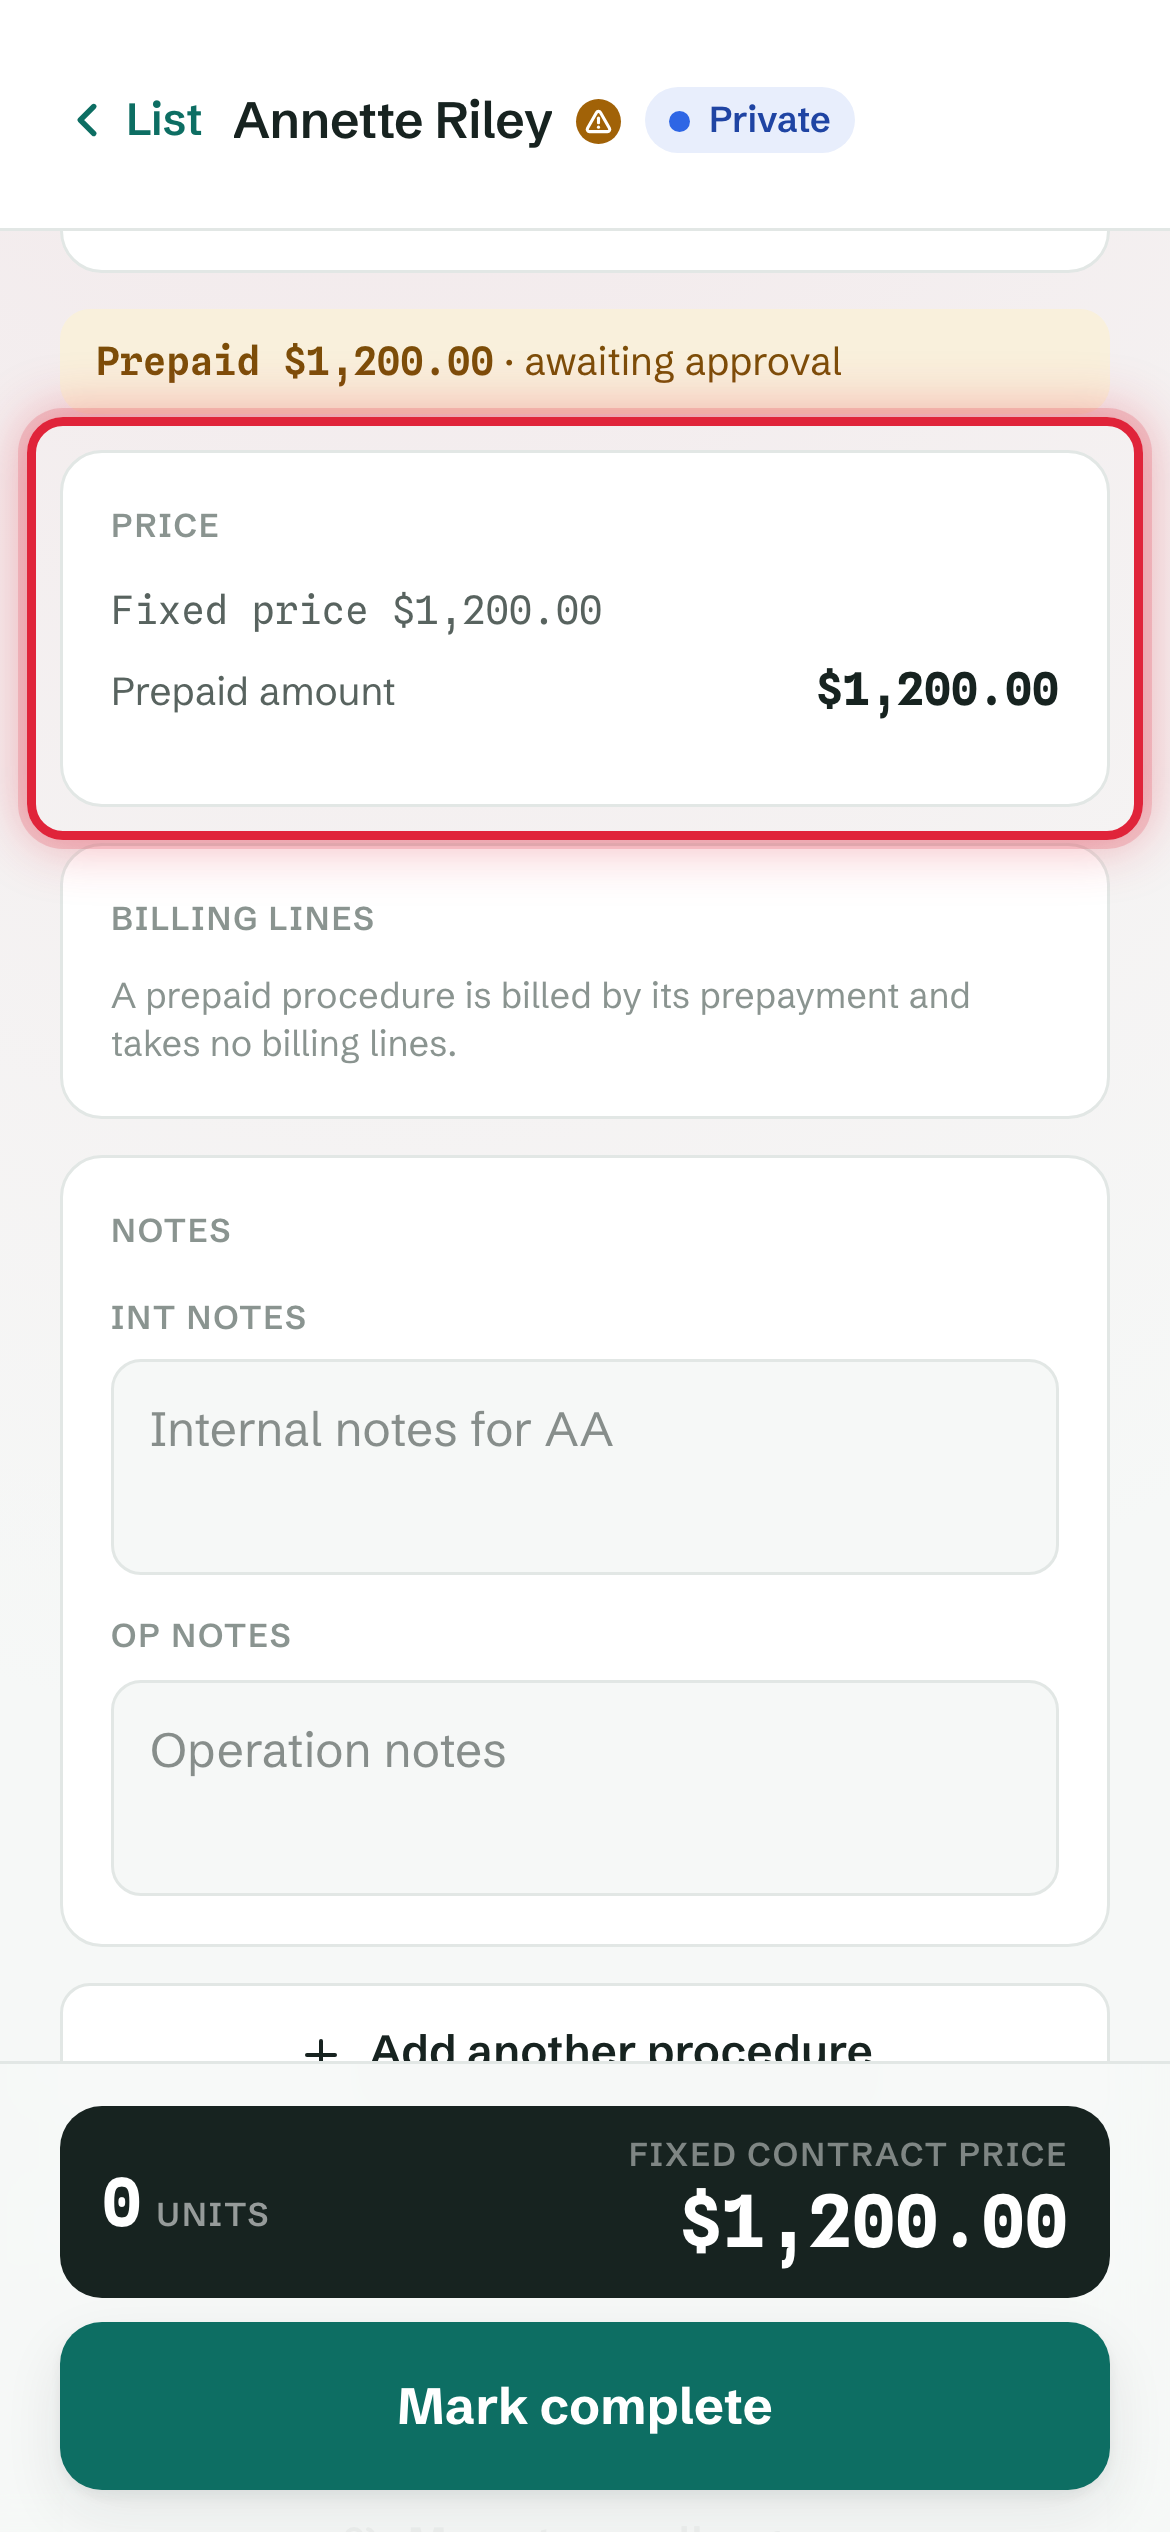 List Annette Riley Private
Prepaid $1,200.00 · awaiting approval
PRICE
Fixed price $1,200.00
Prepaid amount $1,200.00
BILLING LINES
A prepaid procedure is billed by its prepayment and
takes no billing lines.
NOTES
INT NOTES
Internal notes for AA
OP NOTES
Operation notes
+ Add another procedure
FIXED CONTRACT PRICE
0 UNITS $1,200.00
Mark complete